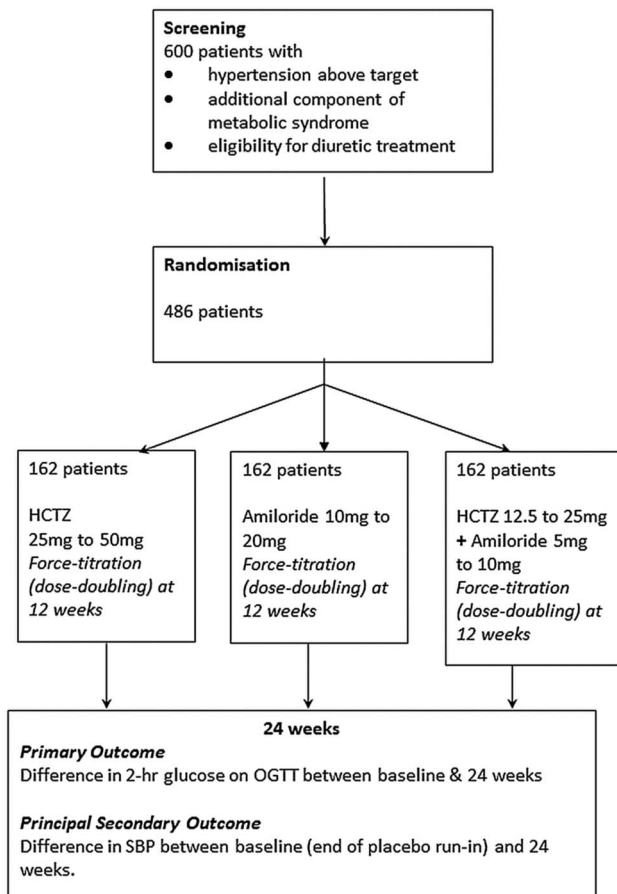 Screening
600 patients with
• hypertension above target
• additional component of
metabolic syndrome
• eligibility for diuretic treatment
Randomisation
486 patients
162 patients
HCTZ
25mg to 50mg
Force-titration
(dose-doubling) at
12 weeks
162 patients
Amiloride 10mg to
20mg
Force-titration
(dose-doubling) at
12 weeks
162 patients
HCTZ 12.5 to 25mg
+ Amiloride 5mg
to 10mg
Force-titration
(dose-doubling) at
12 weeks
24 weeks
Primary Outcome
Difference in 2-hr glucose on OGTT between baseline & 24 weeks
Principal Secondary Outcome
Difference in SBP between baseline (end of placebo run-in) and 24
weeks.